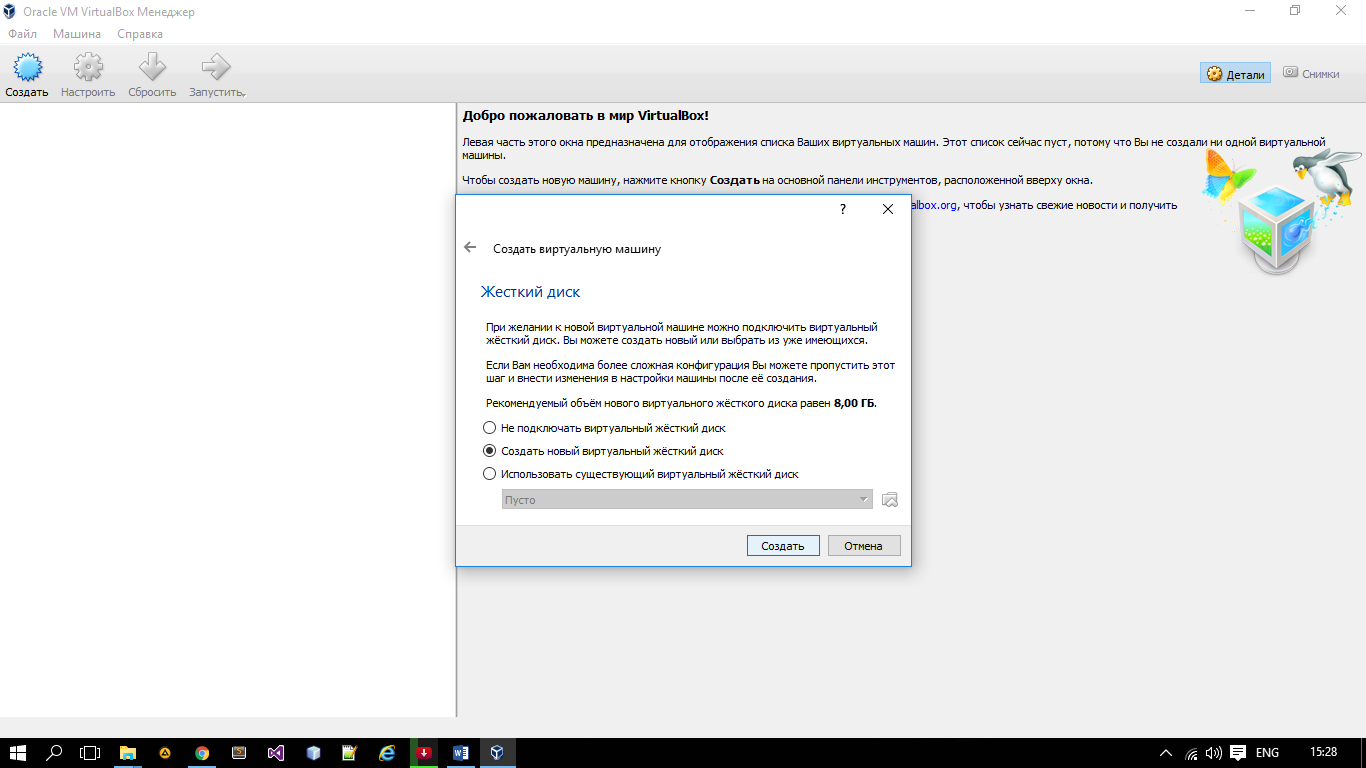 Oracle VM VirtualBox Менеджер
Файл Машина Справка
Создать Настроить Сбросить Запустить
Детали Снимки
Добро пожаловать в мир VirtualBox!
Левая часть этого окна предназначена для отображения списка Ваших виртуальных машин. Этот список сейчас пуст, потому что Вы не создали ни одной виртуальной
машины.
Чтобы создать новую машину, нажмите кнопку Создать на основной панели инструментов, расположенной вверху окна.
albox.org, чтобы узнать свежие новости и получить
?
Создать виртуальную машину
Жесткий диск
При желании к новой виртуальной машине можно подключить виртуальный
жёсткий диск. Вы можете создать новый или выбрать из уже имеющихся.
Если Вам необходима более сложная конфигурация Вы можете пропустить этот
шаг и внести изменения в настройки машины после её создания.
Рекомендуемый объём нового виртуального жёсткого диска равен 8,00 ГБ.
Не подключать виртуальный жёсткий диск
Создать новый виртуальный жёсткий диск
Использовать существующий виртуальный жёсткий диск
Пусто
Создать Отмена
ENG 15:28